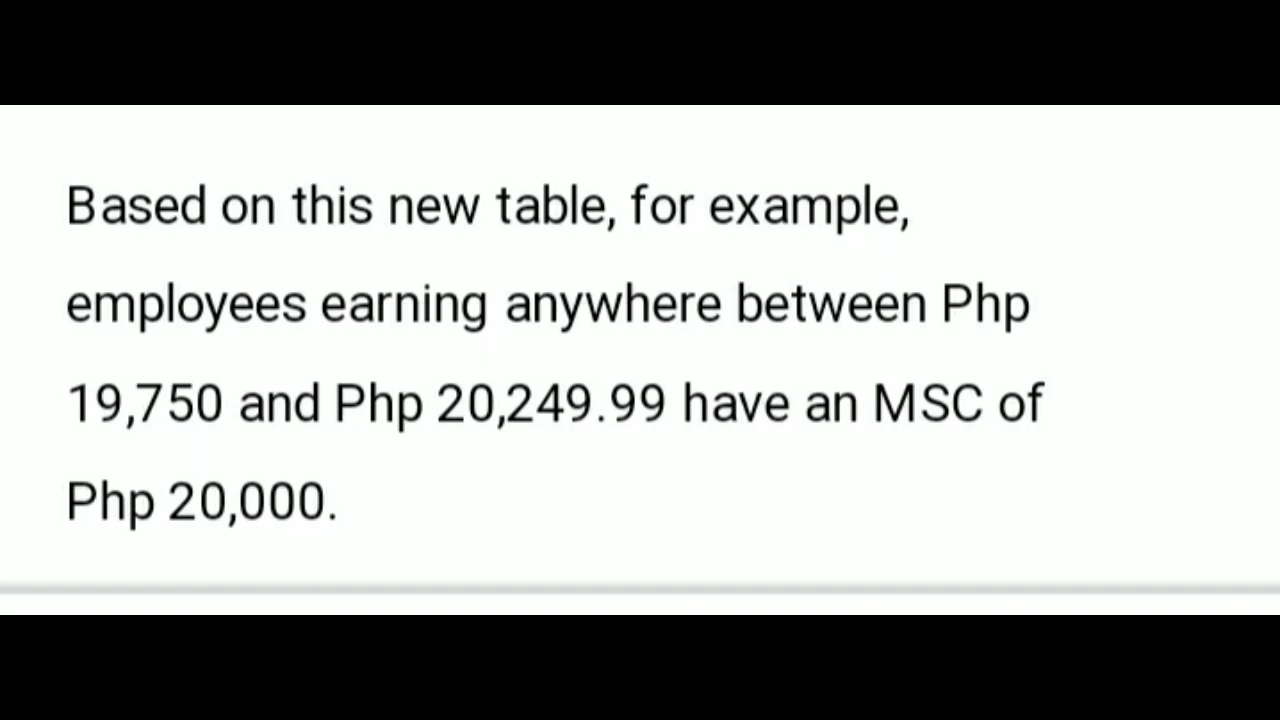 Based on this new table, for example,
employees earning anywhere between Php
19,750 and Php 20,249.99 have an MSC of
Php 20,000.